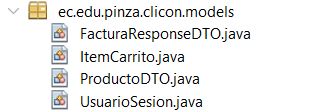 ec.edu.pinza.clicon.models
FacturaResponseDTO.java
ItemCarrito.java
ProductoDTO.java
UsuarioSesion.java